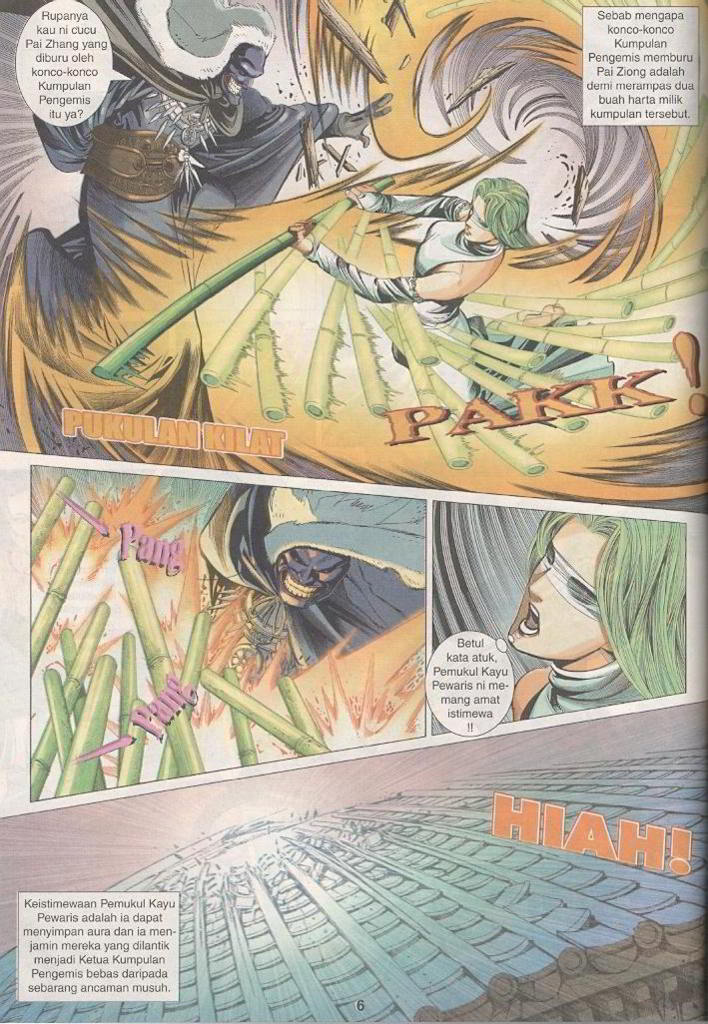 Rupanya
kau ni cucu
Pai Zhang yang
diburu oleh
konco-konco
Kumpulan
Pengemis
itu ya?
Sebab mengapa
konco-konco
Kumpulan
Pengemis memburu
Pai Ziong adalah
demi merampas dua
buah harta milik
kumpulan tersebut.
PUKULAN KILAT
PAKK!
Pang
Pang
Betul
kata atuk,
Pemukul Kayu
Pewaris ni me-
mang amat
istimewa
!!
HIAH!
Keistimewaan Pemukul Kayu
Pewaris adalah ia dapat
menyimpan aura dan ia men-
jamin mereka yang dilantik
menjadi Ketua Kumpulan
Pengemis bebas daripada
sebarang ancaman musuh.
6